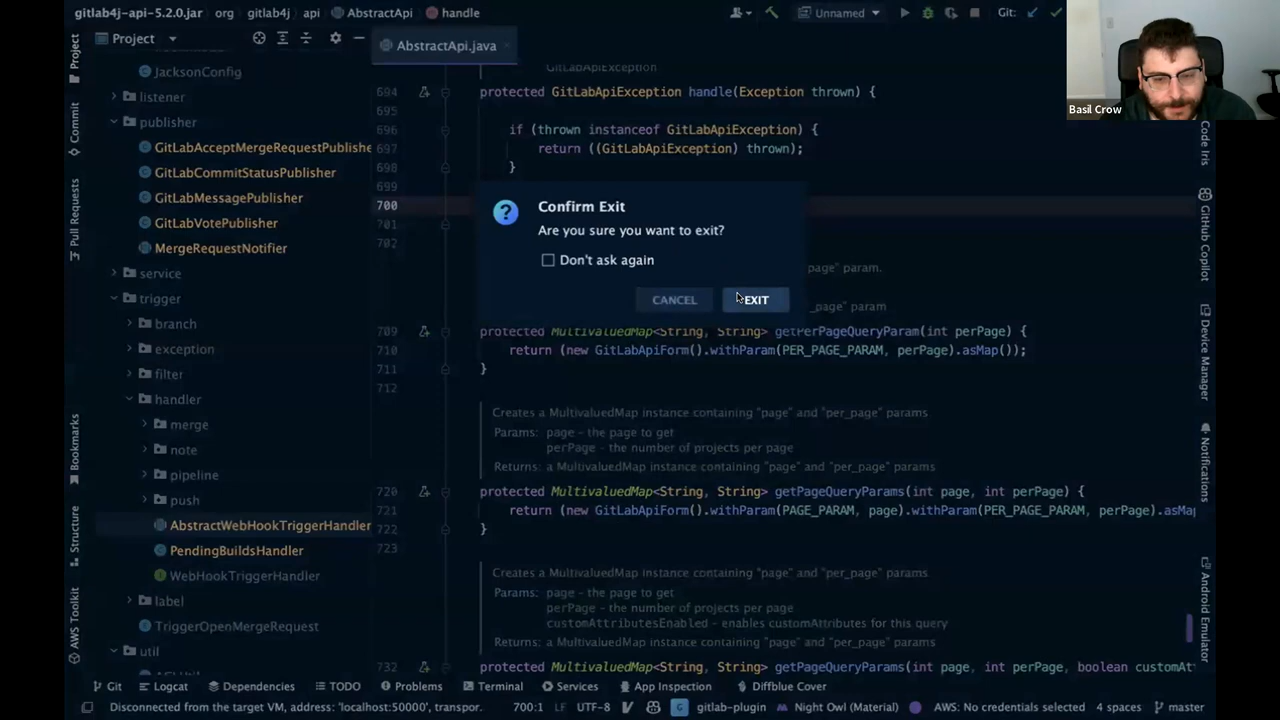 gitlab4j-api-5.2.0.jar org gitlab4j api AbstractApi handle Unnamed Git:
Project AbstractApi.java
Basil Crow
Project
Commit
Pull Requests
Bookmarks
Structure
AWS Toolkit
JacksonConfig
listener
publisher
GitLabAcceptMergeRequestPublishe
GitLabCommitStatusPublisher
GitLabMessagePublisher
GitLabVotePublisher
MergeRequestNotifier
service
trigger
branch
exception
filter
handler
merge
note
pipeline
push
AbstractWebHookTriggerHandler
PendingBuildsHandler
WebHookTriggerHandler
label
TriggerOpenMergeRequest
util
GitLabApiException
694 protected GitLabApiException handle(Exception thrown) {
695
696 if (thrown instanceof GitLabApiException) {
697 return ((GitLabApiException) thrown);
698 }
699
700
701
702
Confirm Exit
Are you sure you want to exit?
Don't ask again
CANCEL EXIT
page" param.
_page" param
709 protected MultivaluedMap<String, String> getPerPageQueryParam(int perPage) {
710 return (new GitLabApiForm().withParam(PER_PAGE_PARAM, perPage).asMap());
711 }
712
Creates a MultivaluedMap instance containing "page" and "per_page" params
Params: page – the page to get
perPage – the number of projects per page
Returns: a MultivaluedMap instance containing "page" and "per_page" params
720 protected MultivaluedMap<String, String> getPageQueryParams(int page, int perPage) {
721 return (new GitLabApiForm().withParam(PAGE_PARAM, page).withParam(PER_PAGE_PARAM, perPage).asMap
722 }
723
Creates a MultivaluedMap instance containing "page" and "per_page" params
Params: page – the page to get
perPage – the number of projects per page
customAttributesEnabled – enables customAttributes for this query
Returns: a MultivaluedMap instance containing "page" and "per_page" params
732 protected MultivaluedMap<String, String> getPageQueryParams(int page, int perPage, boolean customAt
Code Iris
GitHub Copilot
Device Manager
Notifications
Android Emulator
Git Logcat Dependencies TODO Problems Terminal Services App Inspection Diffblue Cover
Disconnected from the target VM, address: 'localhost:50000', transpor. 700:1 LF UTF-8 gitlab-plugin Night Owl (Material) AWS: No credentials selected 4 spaces master